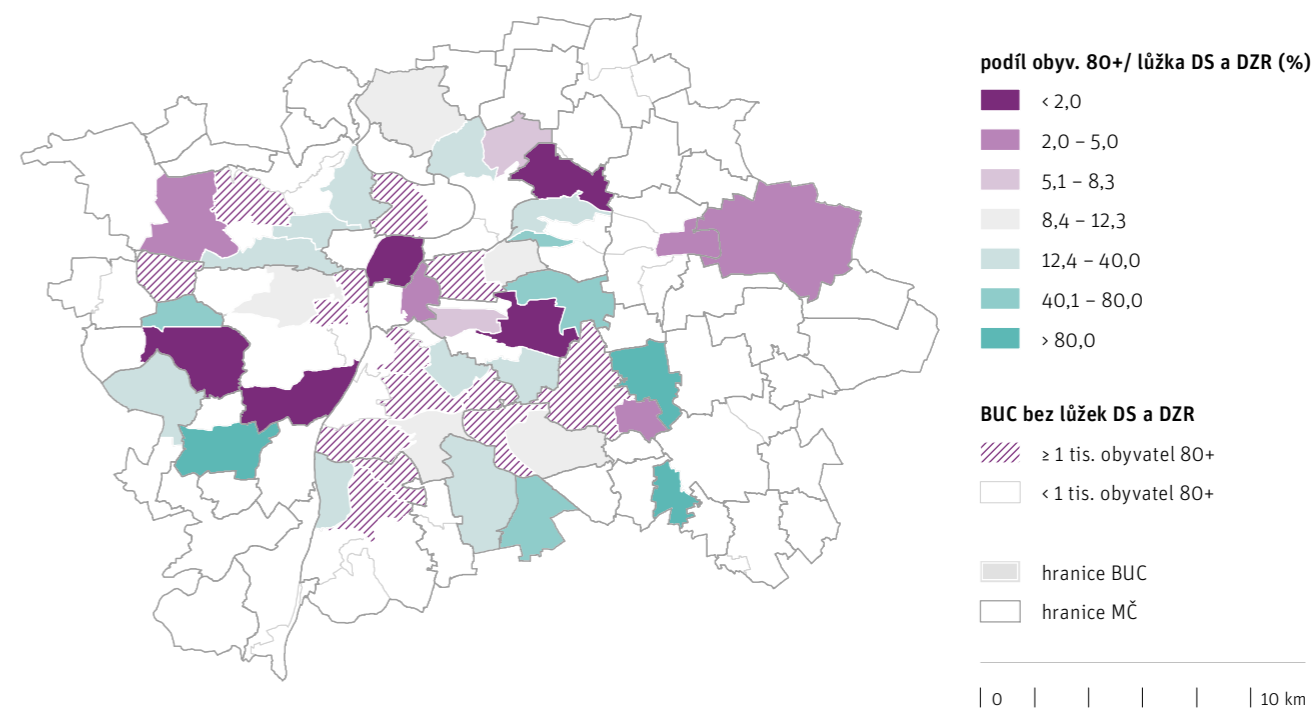 podíl obyv. 80+/ lůžka DS a DZR (%)
< 2,0
2,0 – 5,0
5,1 – 8,3
8,4 – 12,3
12,4 – 40,0
40,1 – 80,0
> 80,0
BUC bez lůžek DS a DZR
≥ 1 tis. obyvatel 80+
< 1 tis. obyvatel 80+
hranice BUC
hranice MČ
0 10 km